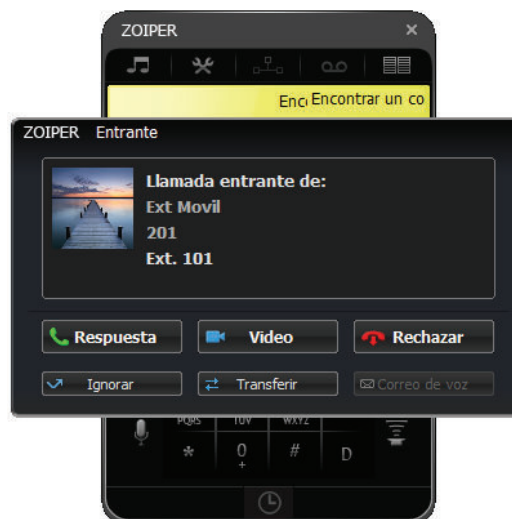 ZOIPER
Enco Encontrar un co
ZOIPER Entrante
Llamada entrante de:
Ext Movil
201
Ext. 101
Respuesta Video Rechazar
Ignorar Transferir Correo de voz
PQRS TUV WXYZ
* 0 # D
+